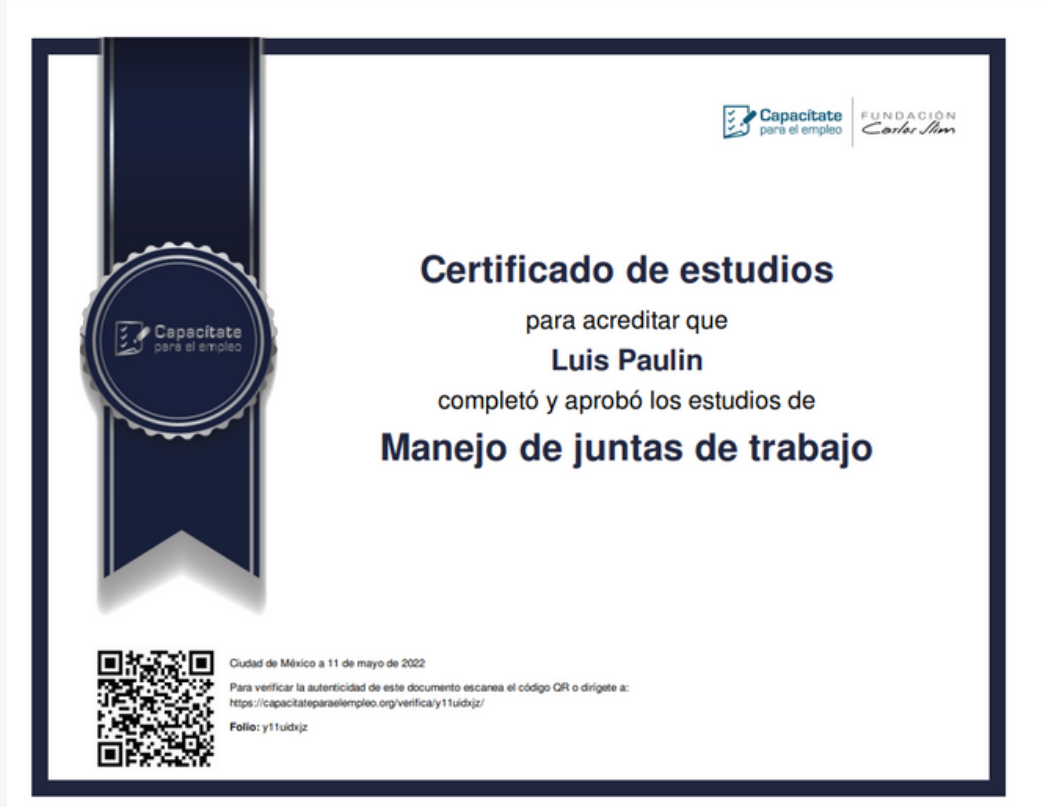 Capacítate
para el empleo
FUNDACIÓN
Carlos Slim
Certificado de estudios
para acreditar que
Luis Paulin
completó y aprobó los estudios de
Manejo de juntas de trabajo
Capacítate
para el empleo
Ciudad de México a 11 de mayo de 2022
Para verificar la autenticidad de este documento escanea el código QR o dirígete a:
https://capacitateparaelempleo.org/verifica/y11uidxjz/
Folio: y11uidxjz